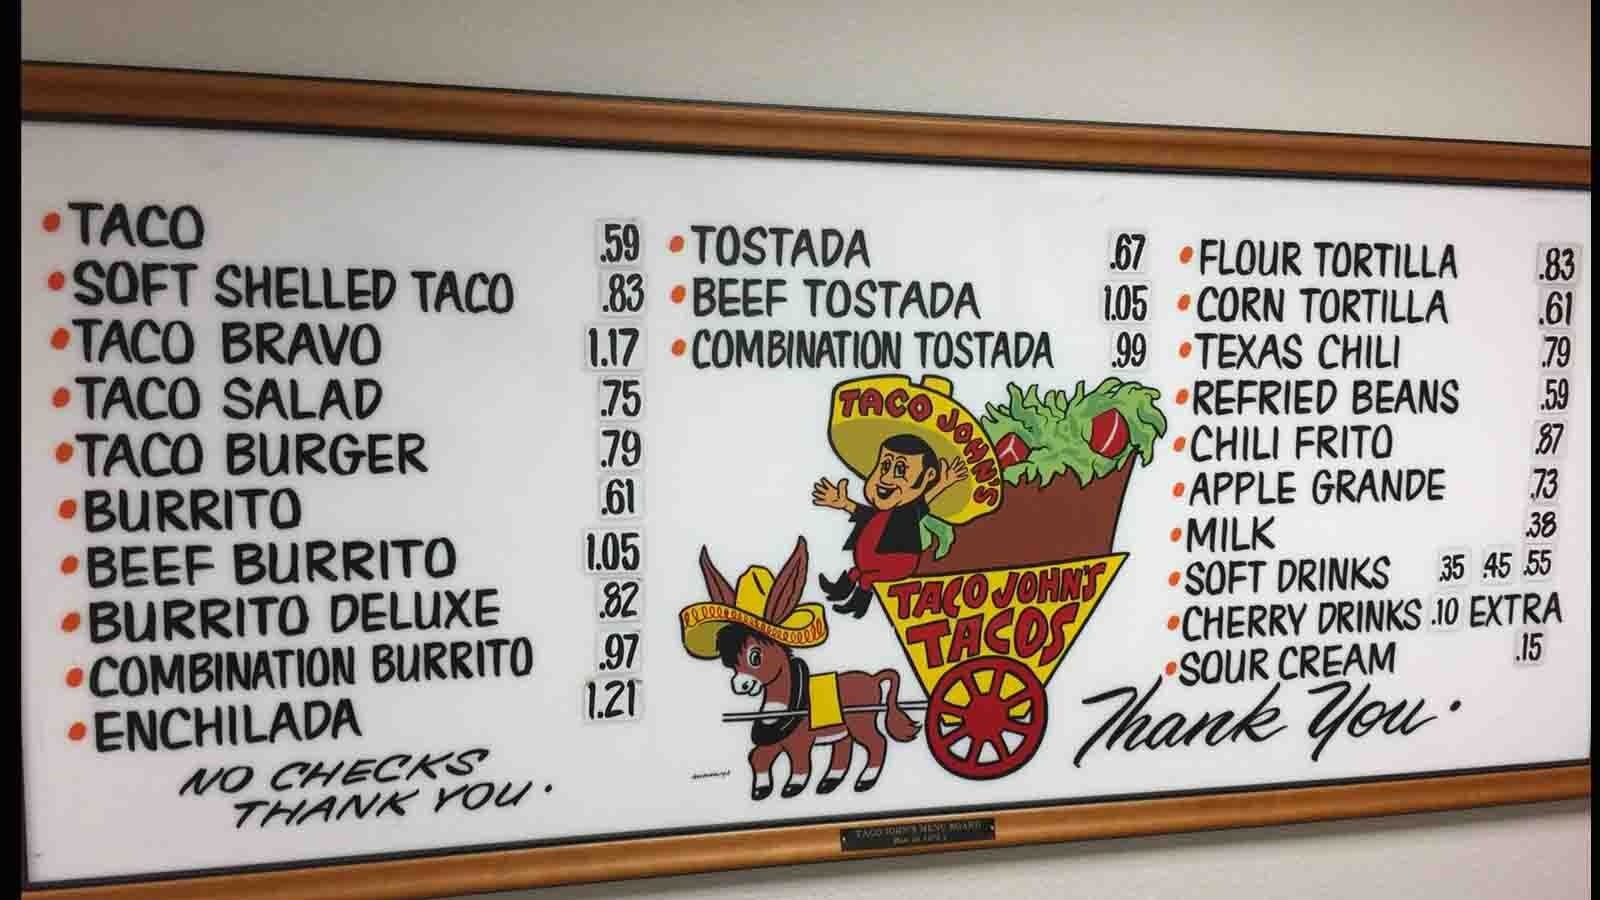 •TACO .59
•SOFT SHELLED TACO .83
•TACO BRAVO 1.17
•TACO SALAD .75
•TACO BURGER .79
•BURRITO .61
•BEEF BURRITO 1.05
•BURRITO DELUXE .82
•COMBINATION BURRITO .97
•ENCHILADA 1.21
NO CHECKS
THANK YOU.
•TOSTADA .67
•BEEF TOSTADA 1.05
•COMBINATION TOSTADA .99
TACO JOHN'S
TACO JOHN'S
TACOS
•FLOUR TORTILLA .83
•CORN TORTILLA .61
•TEXAS CHILI .79
•REFRIED BEANS .59
•CHILI FRITO .87
•APPLE GRANDE .73
•MILK .38
•SOFT DRINKS .35 .45 .55
•CHERRY DRINKS .10 EXTRA
•SOUR CREAM .15
Thank You.
TACO JOHN'S MENU BOARD